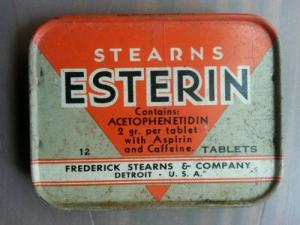 STEARNS
ESTERIN
Contains:
ACETOPHENETIDIN
2 gr. per tablet
with Aspirin
and Caffeine.
12 TABLETS
FREDERICK STEARNS & COMPANY
DETROIT - U. S. A.